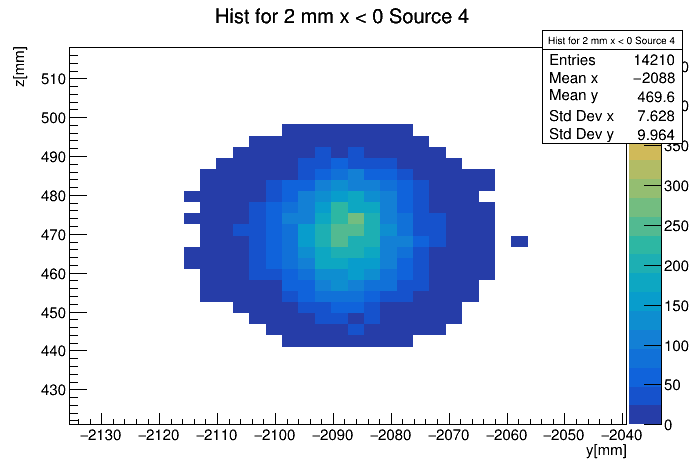 Hist for 2 mm x < 0 Source 4
z[mm]
Hist for 2 mm x < 0 Source 4
Entries 14210
Mean x −2088
Mean y 469.6
Std Dev x 7.628
Std Dev y 9.964
510
500
490
480
470
460
450
440
430
350
300
250
200
150
100
50
0
−2130 −2120 −2110 −2100 −2090 −2080 −2070 −2060 −2050 −2040
y[mm]